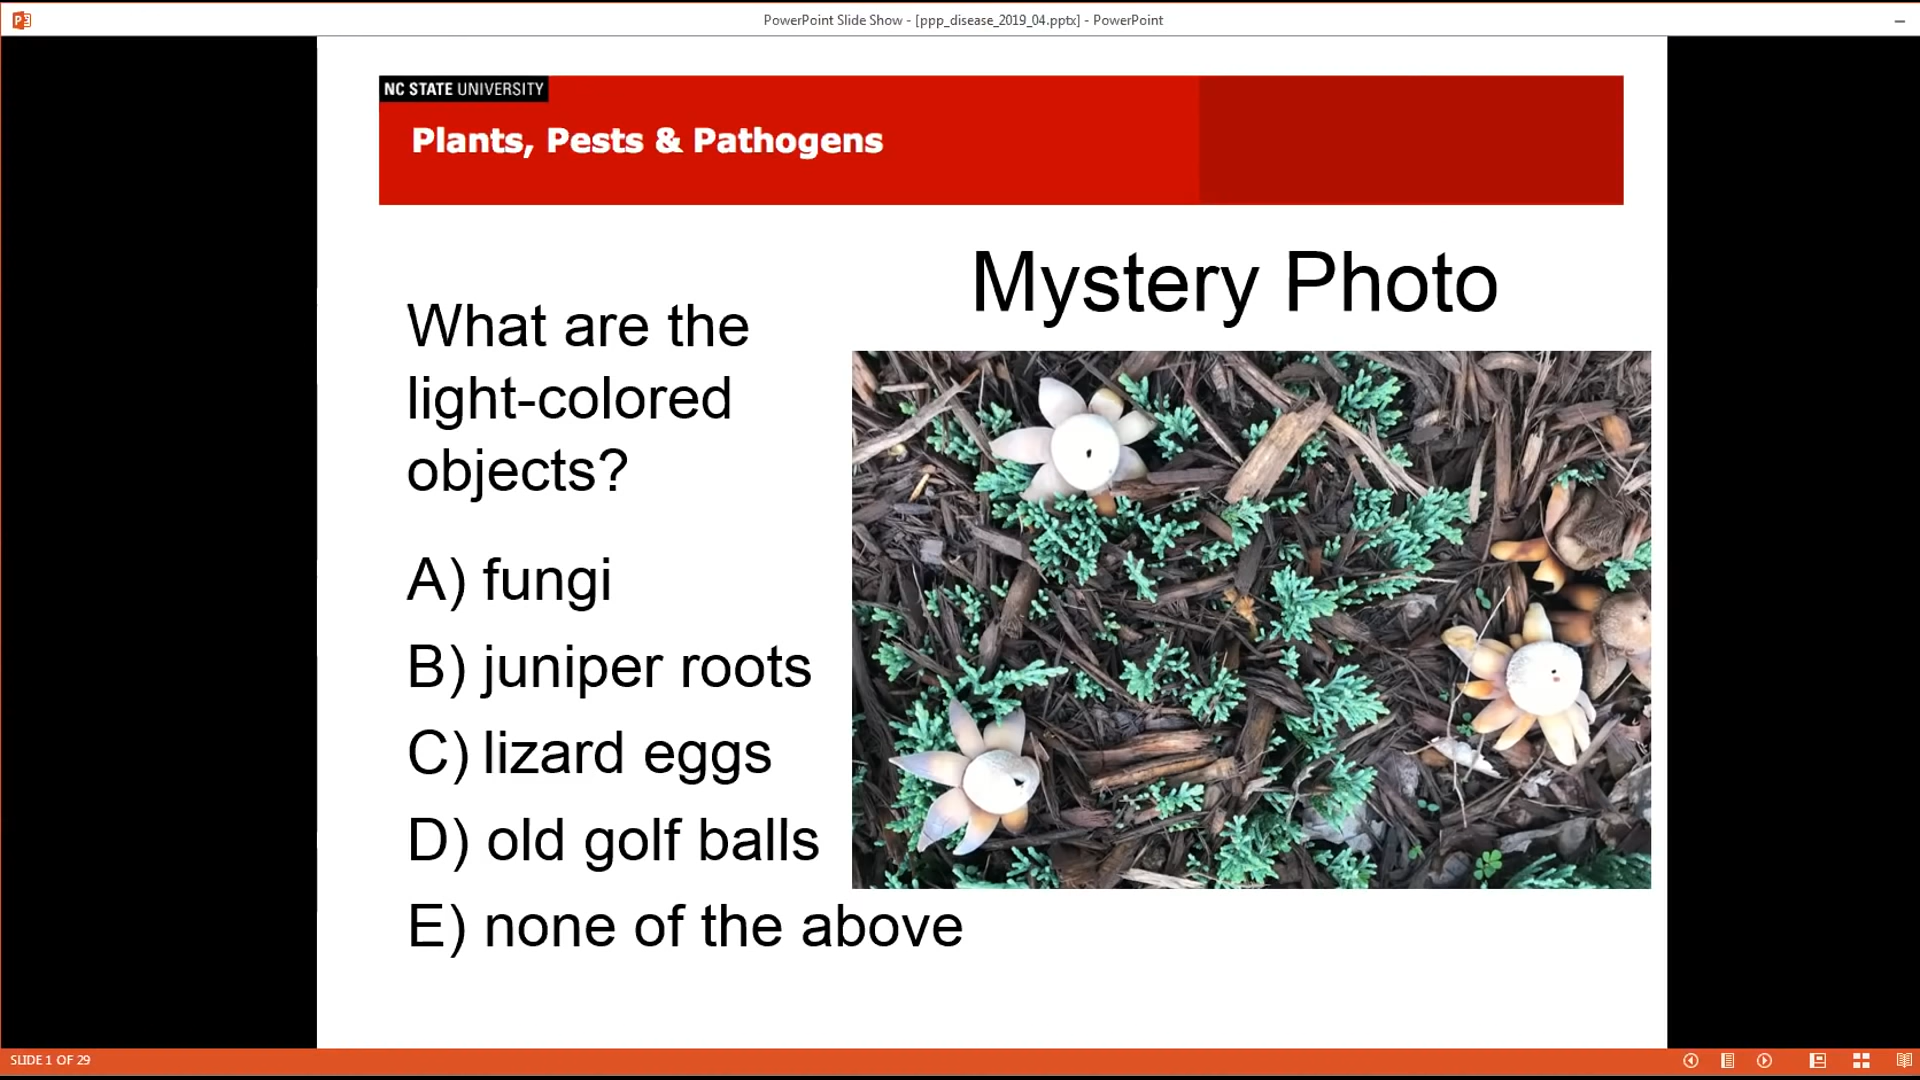 PowerPoint Slide Show - [ppp_disease_2019_04.pptx] - PowerPoint
NC STATE UNIVERSITY
Plants, Pests & Pathogens
Mystery Photo
What are the
light-colored
objects?
A) fungi
B) juniper roots
C) lizard eggs
D) old golf balls
E) none of the above
SLIDE 1 OF 29